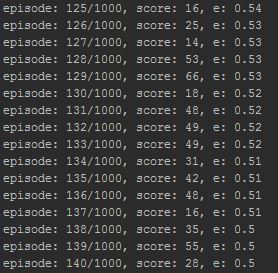 episode: 125/1000, score: 16, e: 0.54
episode: 126/1000, score: 25, e: 0.53
episode: 127/1000, score: 14, e: 0.53
episode: 128/1000, score: 53, e: 0.53
episode: 129/1000, score: 66, e: 0.53
episode: 130/1000, score: 18, e: 0.52
episode: 131/1000, score: 48, e: 0.52
episode: 132/1000, score: 49, e: 0.52
episode: 133/1000, score: 49, e: 0.52
episode: 134/1000, score: 31, e: 0.51
episode: 135/1000, score: 42, e: 0.51
episode: 136/1000, score: 48, e: 0.51
episode: 137/1000, score: 16, e: 0.51
episode: 138/1000, score: 35, e: 0.5
episode: 139/1000, score: 55, e: 0.5
episode: 140/1000, score: 28, e: 0.5